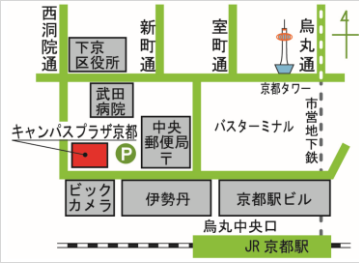 西洞院通
新町通
室町通
烏丸通
下京
区役所
京都タワー
武田
病院
市営地下鉄
キャンパスプラザ京都
P
中央
郵便局
〒
バスターミナル
ビック
カメラ
伊勢丹
京都駅ビル
烏丸中央口
JR 京都駅